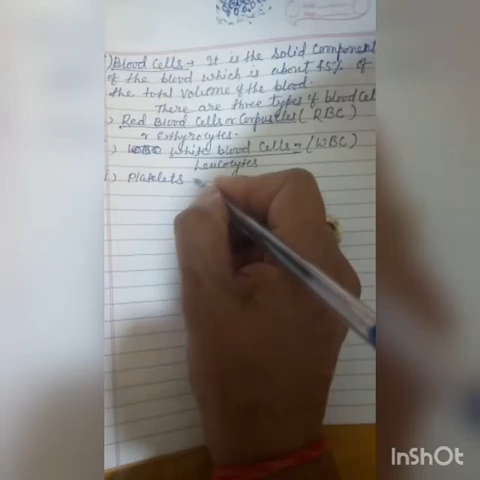 ) Blood Cells → It is the solid component
of the blood which is about 45% of
the total volume of the blood.
There are three types of blood Cel
) Red Blood Cells or Corpuscles (RBC)
or Erithyrocytes.
) White blood Cells = (WBC)
Leucocytes
) Platelets
InShOt